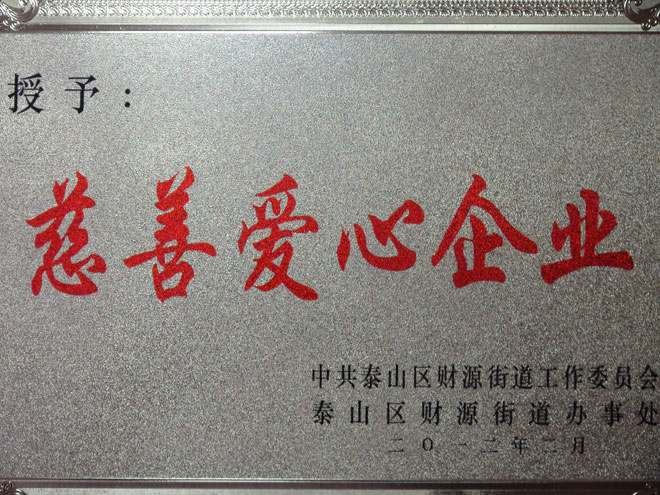 授予：
慈善爱心企业
中共泰山区财源街道工作委员会
泰山区财源街道办事处
二〇一二年二月